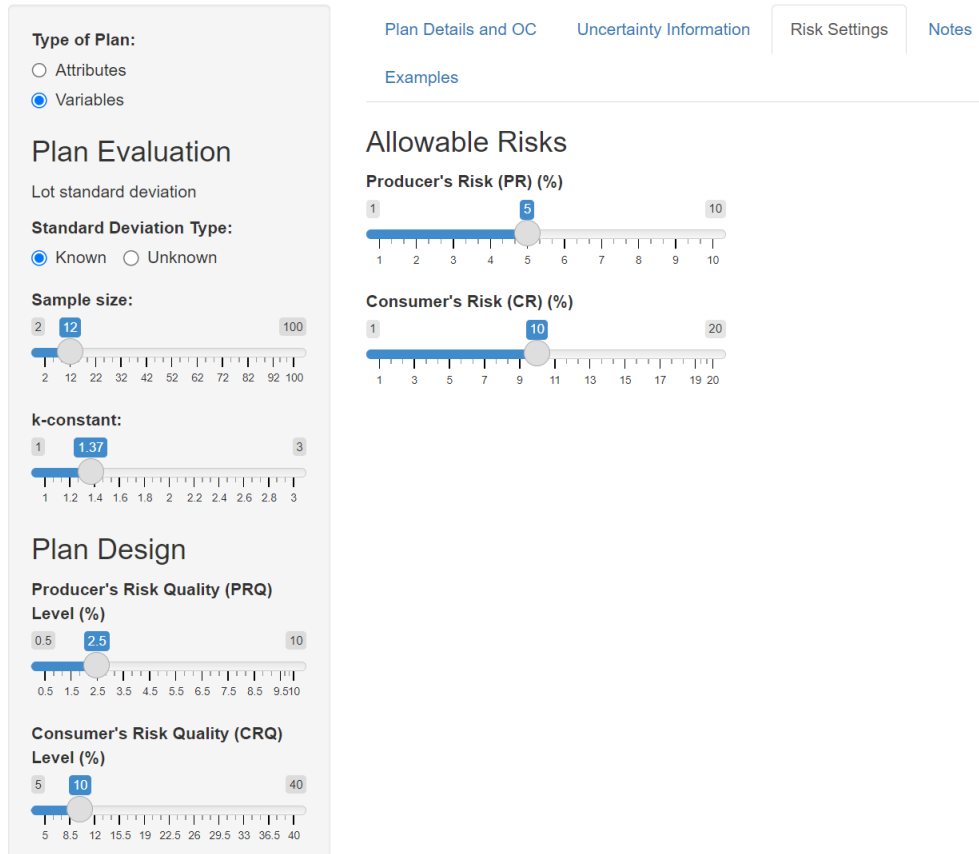 Type of Plan:
Attributes
Variables
Plan Evaluation
Lot standard deviation
Standard Deviation Type:
Known Unknown
Sample size:
2 12 100
2 12 22 32 42 52 62 72 82 92 100
k-constant:
1 1.37 3
1 1.2 1.4 1.6 1.8 2 2.2 2.4 2.6 2.8 3
Plan Design
Producer's Risk Quality (PRQ)
Level (%)
0.5 2.5 10
0.5 1.5 2.5 3.5 4.5 5.5 6.5 7.5 8.5 9.510
Consumer's Risk Quality (CRQ)
Level (%)
5 10 40
5 8.5 12 15.5 19 22.5 26 29.5 33 36.5 40
Plan Details and OC Uncertainty Information Risk Settings Notes
Examples
Allowable Risks
Producer's Risk (PR) (%)
1 5 10
1 2 3 4 5 6 7 8 9 10
Consumer's Risk (CR) (%)
1 10 20
1 3 5 7 9 11 13 15 17 19 20